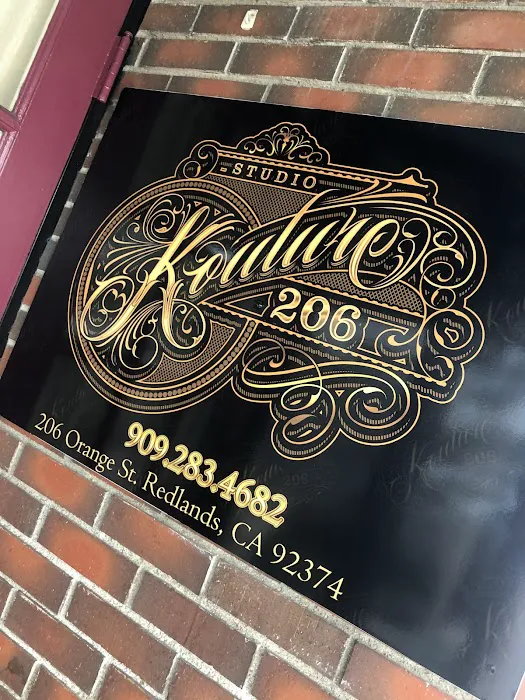 STUDIO
Kouture
206
909.283.4682
206 Orange St. Redlands, CA 92374